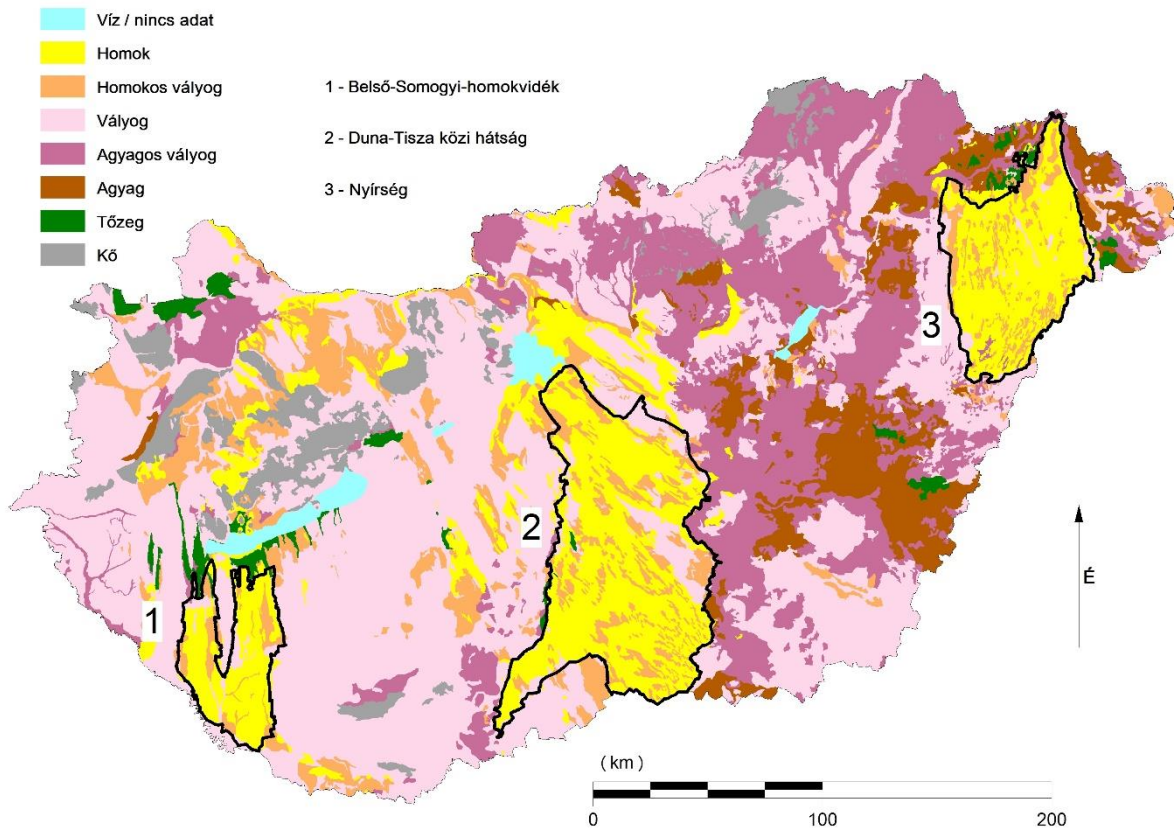 Víz / nincs adat
Homok
Homokos vályog
Vályog
Agyagos vályog
Agyag
Tőzeg
Kő
1 - Belső-Somogyi-homokvidék
2 - Duna-Tisza közi hátság
3 - Nyírség
1
2
3
É
( km )
0 100 200